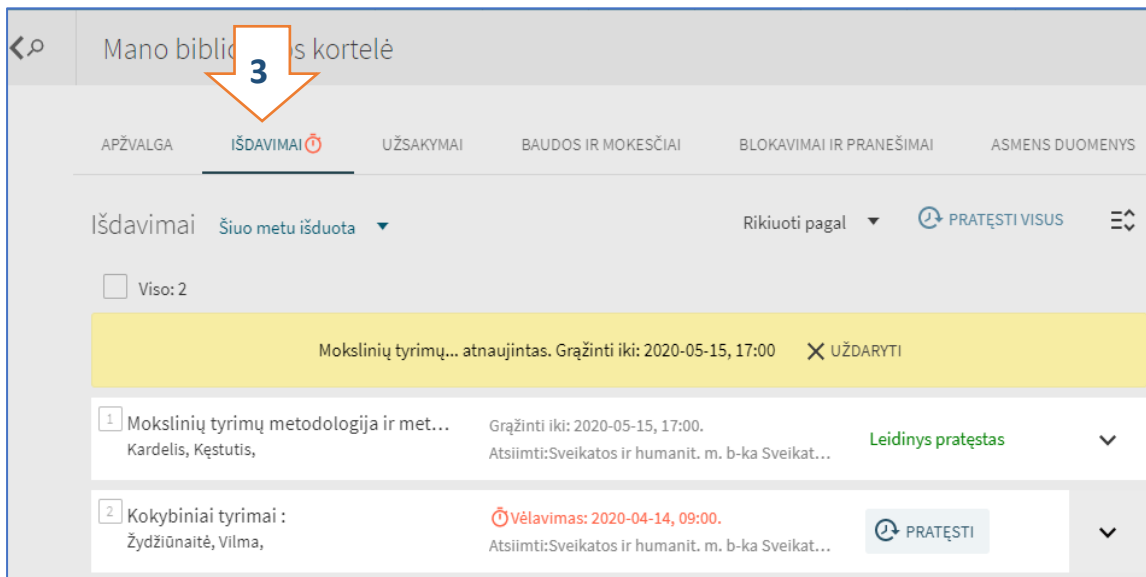 Mano kortelė
3
APŽVALGA IŠDAVIMAI UŽSAKYMAI BAUDOS IR MOKESČIAI BLOKAVIMAI IR PRANEŠIMAI ASMENS DUOMENYS
Išdavimai Šiuo metu išduota Rikiuoti pagal PRATĘSTI VISUS
Viso: 2
Mokslinių tyrimų... atnaujintas. Grąžinti iki: 2020-05-15, 17:00 UŽDARYTI
1 Mokslinių tyrimų metodologija ir met... Grąžinti iki: 2020-05-15, 17:00. Leidinys pratęstas
Kardelis, Kęstutis, Atsiimti:Sveikatos ir humanit. m. b-ka Sveikat...
2 Kokybiniai tyrimai : Vėlavimas: 2020-04-14, 09:00. PRATĘSTI
Žydžiūnaitė, Vilma, Atsiimti:Sveikatos ir humanit. m. b-ka Sveikat...